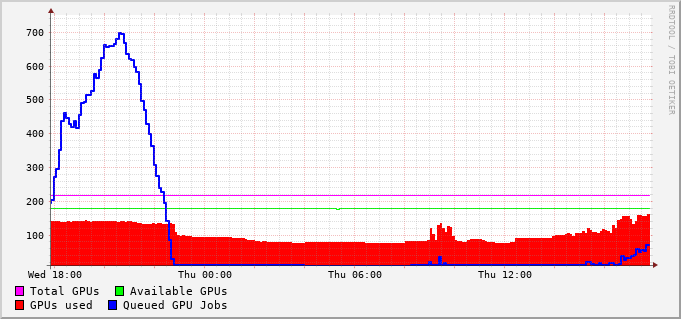 700
600
500
400
300
200
100
Wed 18:00 Thu 00:00 Thu 06:00 Thu 12:00
Total GPUs Available GPUs
GPUs used Queued GPU Jobs
RRDTOOL / TOBI OETIKER